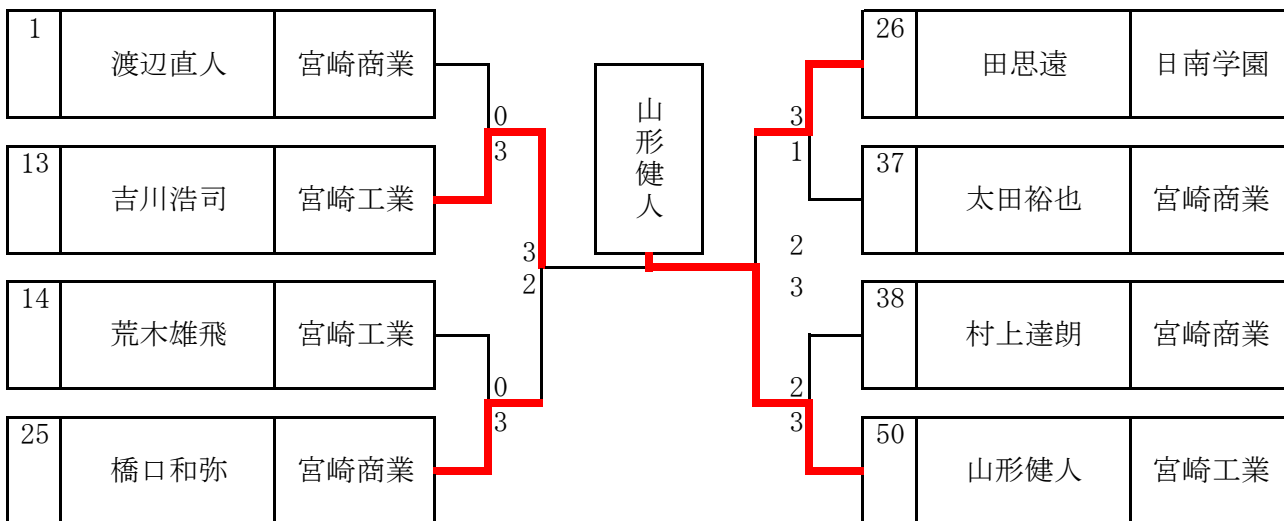 1 渡辺直人 宮崎商業
13 吉川浩司 宮崎工業
14 荒木雄飛 宮崎工業
25 橋口和弥 宮崎商業
0
3
3
2
0
3
山形健人
3
1
2
3
2
3
26 田思遠 日南学園
37 太田裕也 宮崎商業
38 村上達朗 宮崎商業
50 山形健人 宮崎工業